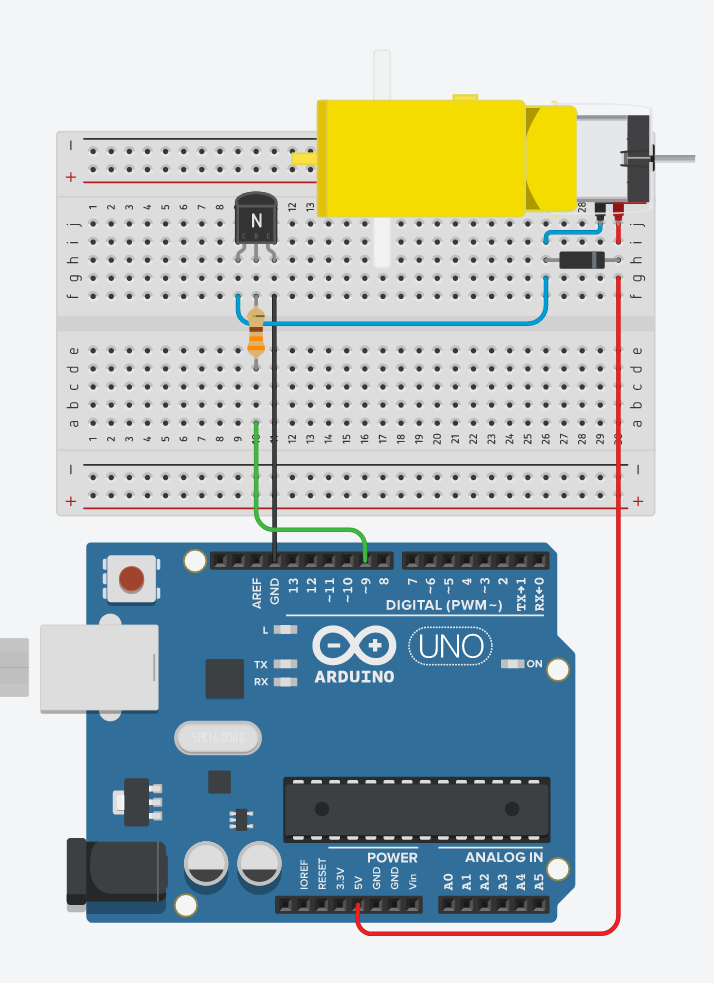 1 2 3 4 5 6 7 8 12 13 28
N
C B E
j j
i i
h h
g g
f f
e e
d d
c c
b b
a a
1 2 3 4 5 6 7 8 9 10 11 12 13 14 15 16 17 18 19 20 21 22 23 24 25 26 27 28 29 30
AREF GND 13 12 ~11 ~10 ~9 8 7 ~6 ~5 4 ~3 2 TX→1 RX←0
DIGITAL (PWM~)
L
TX
RX
ARDUINO
UNO
ON
SPK16.000G
POWER
ANALOG IN
IOREF RESET 3.3V 5V GND GND Vin A0 A1 A2 A3 A4 A5